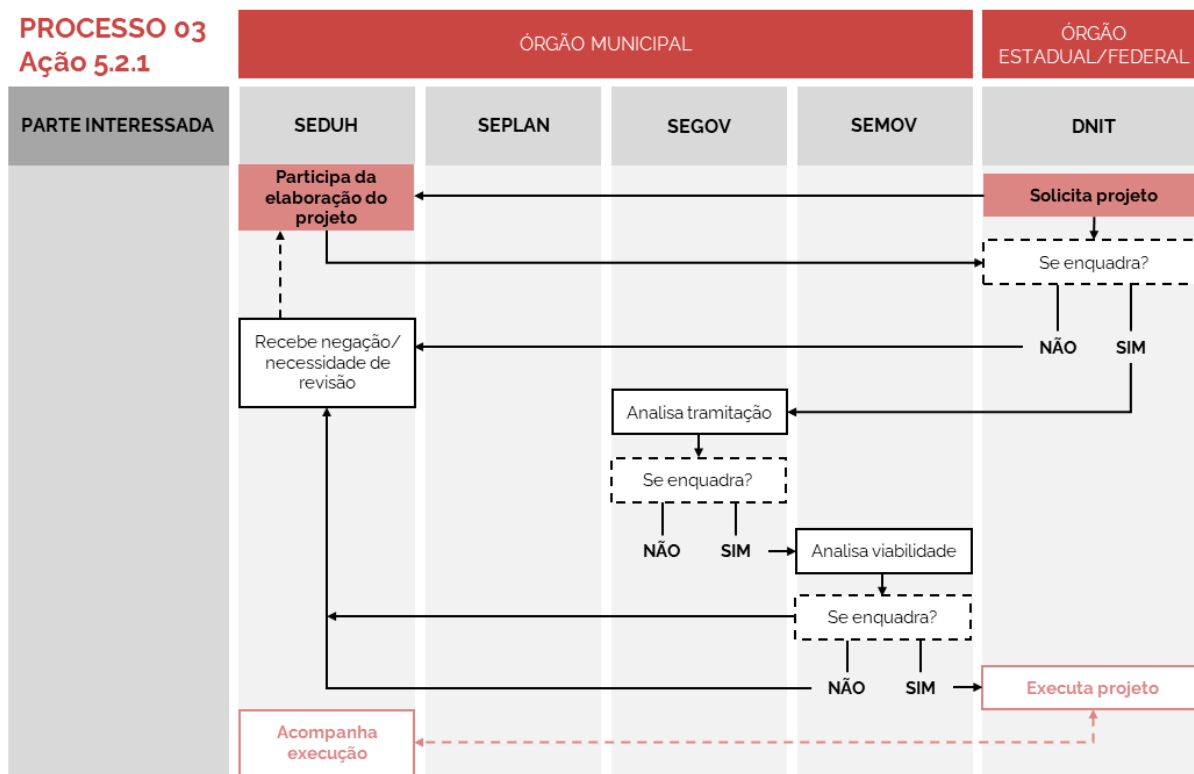 PROCESSO 03
Ação 5.2.1
ÓRGÃO MUNICIPAL
ÓRGÃO
ESTADUAL/FEDERAL
PARTE INTERESSADA
SEDUH
SEPLAN
SEGOV
SEMOV
DNIT
Participa da
elaboração do
projeto
Solicita projeto
Se enquadra?
Recebe negação/
necessidade de
revisão
NÃO
SIM
Analisa tramitação
Se enquadra?
NÃO
SIM
Analisa viabilidade
Se enquadra?
NÃO
SIM
Executa projeto
Acompanha
execução